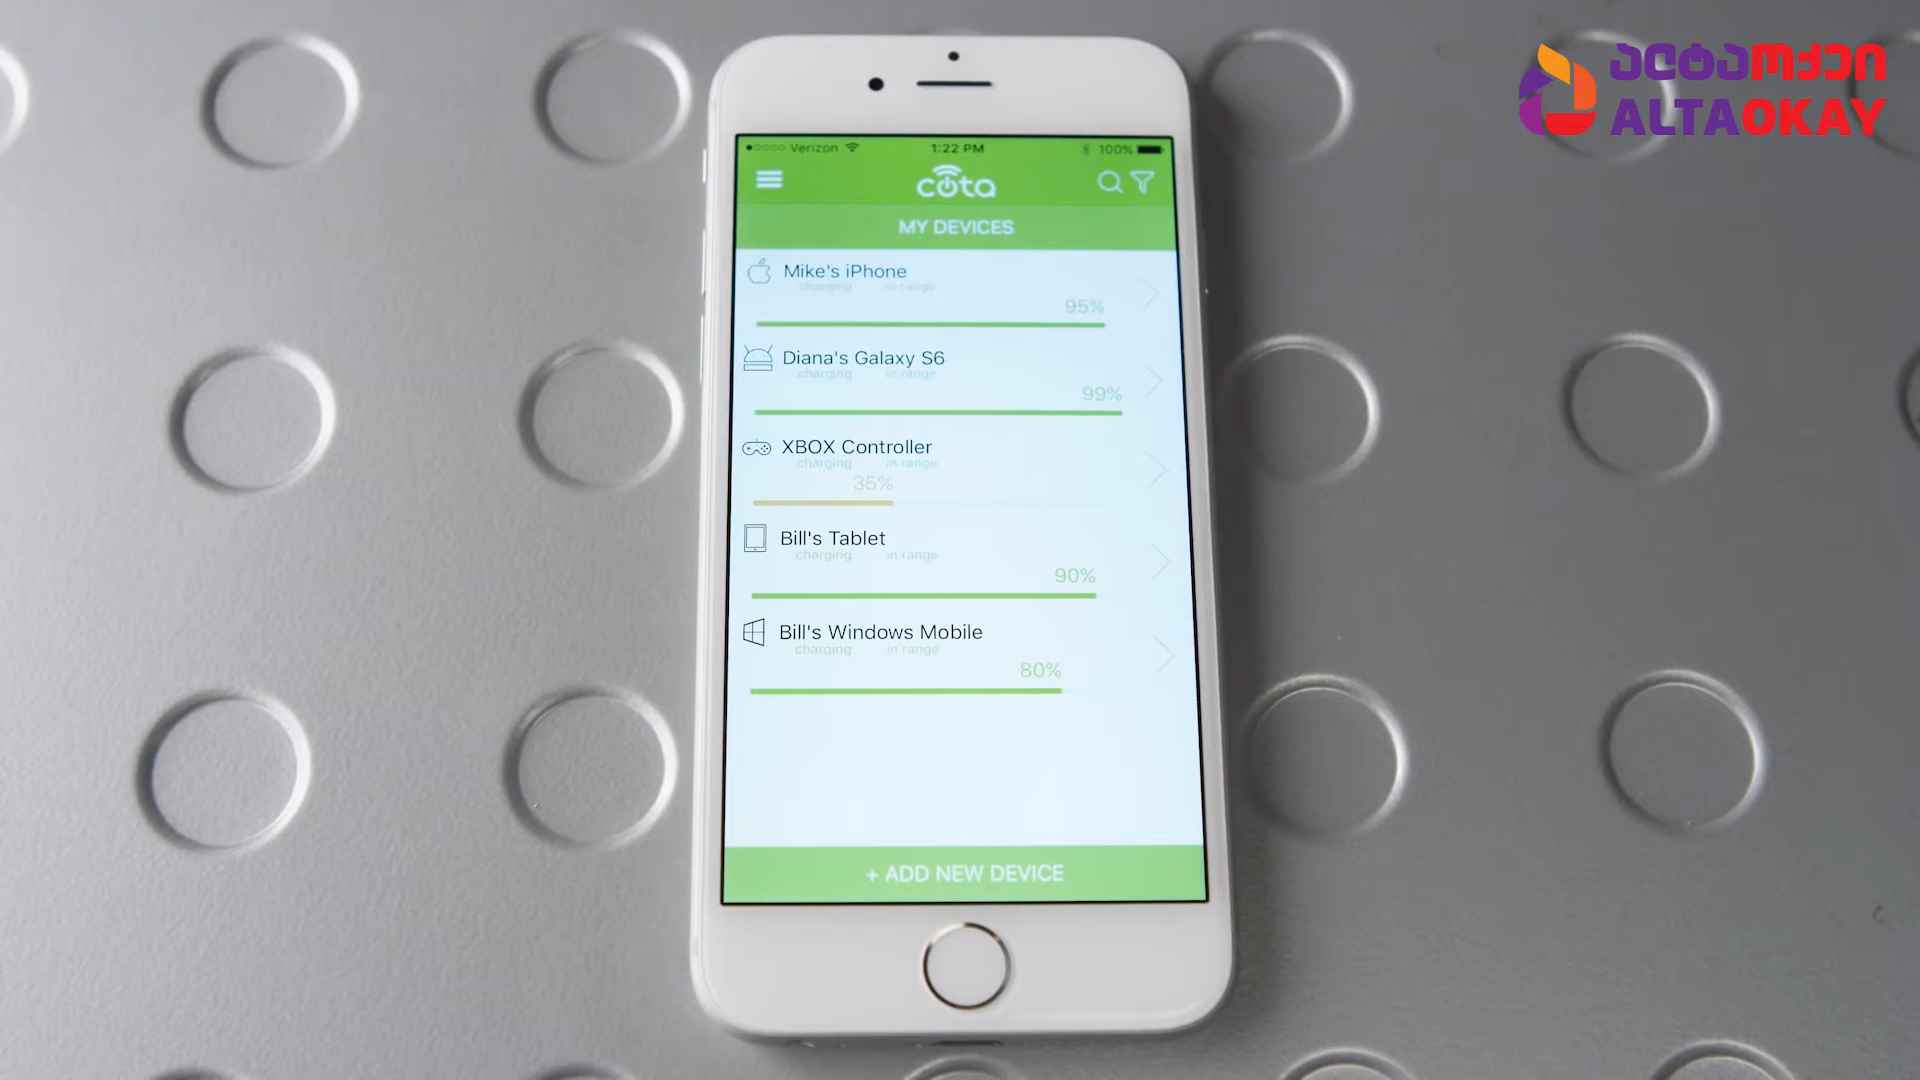 ალტაოქეი
ALTAOKAY
Verizon 1:22 PM 100%
cota
MY DEVICES
Mike's iPhone
charging in range
95%
Diana's Galaxy S6
charging in range
99%
XBOX Controller
charging in range
35%
Bill's Tablet
charging in range
90%
Bill's Windows Mobile
charging in range
80%
+ ADD NEW DEVICE